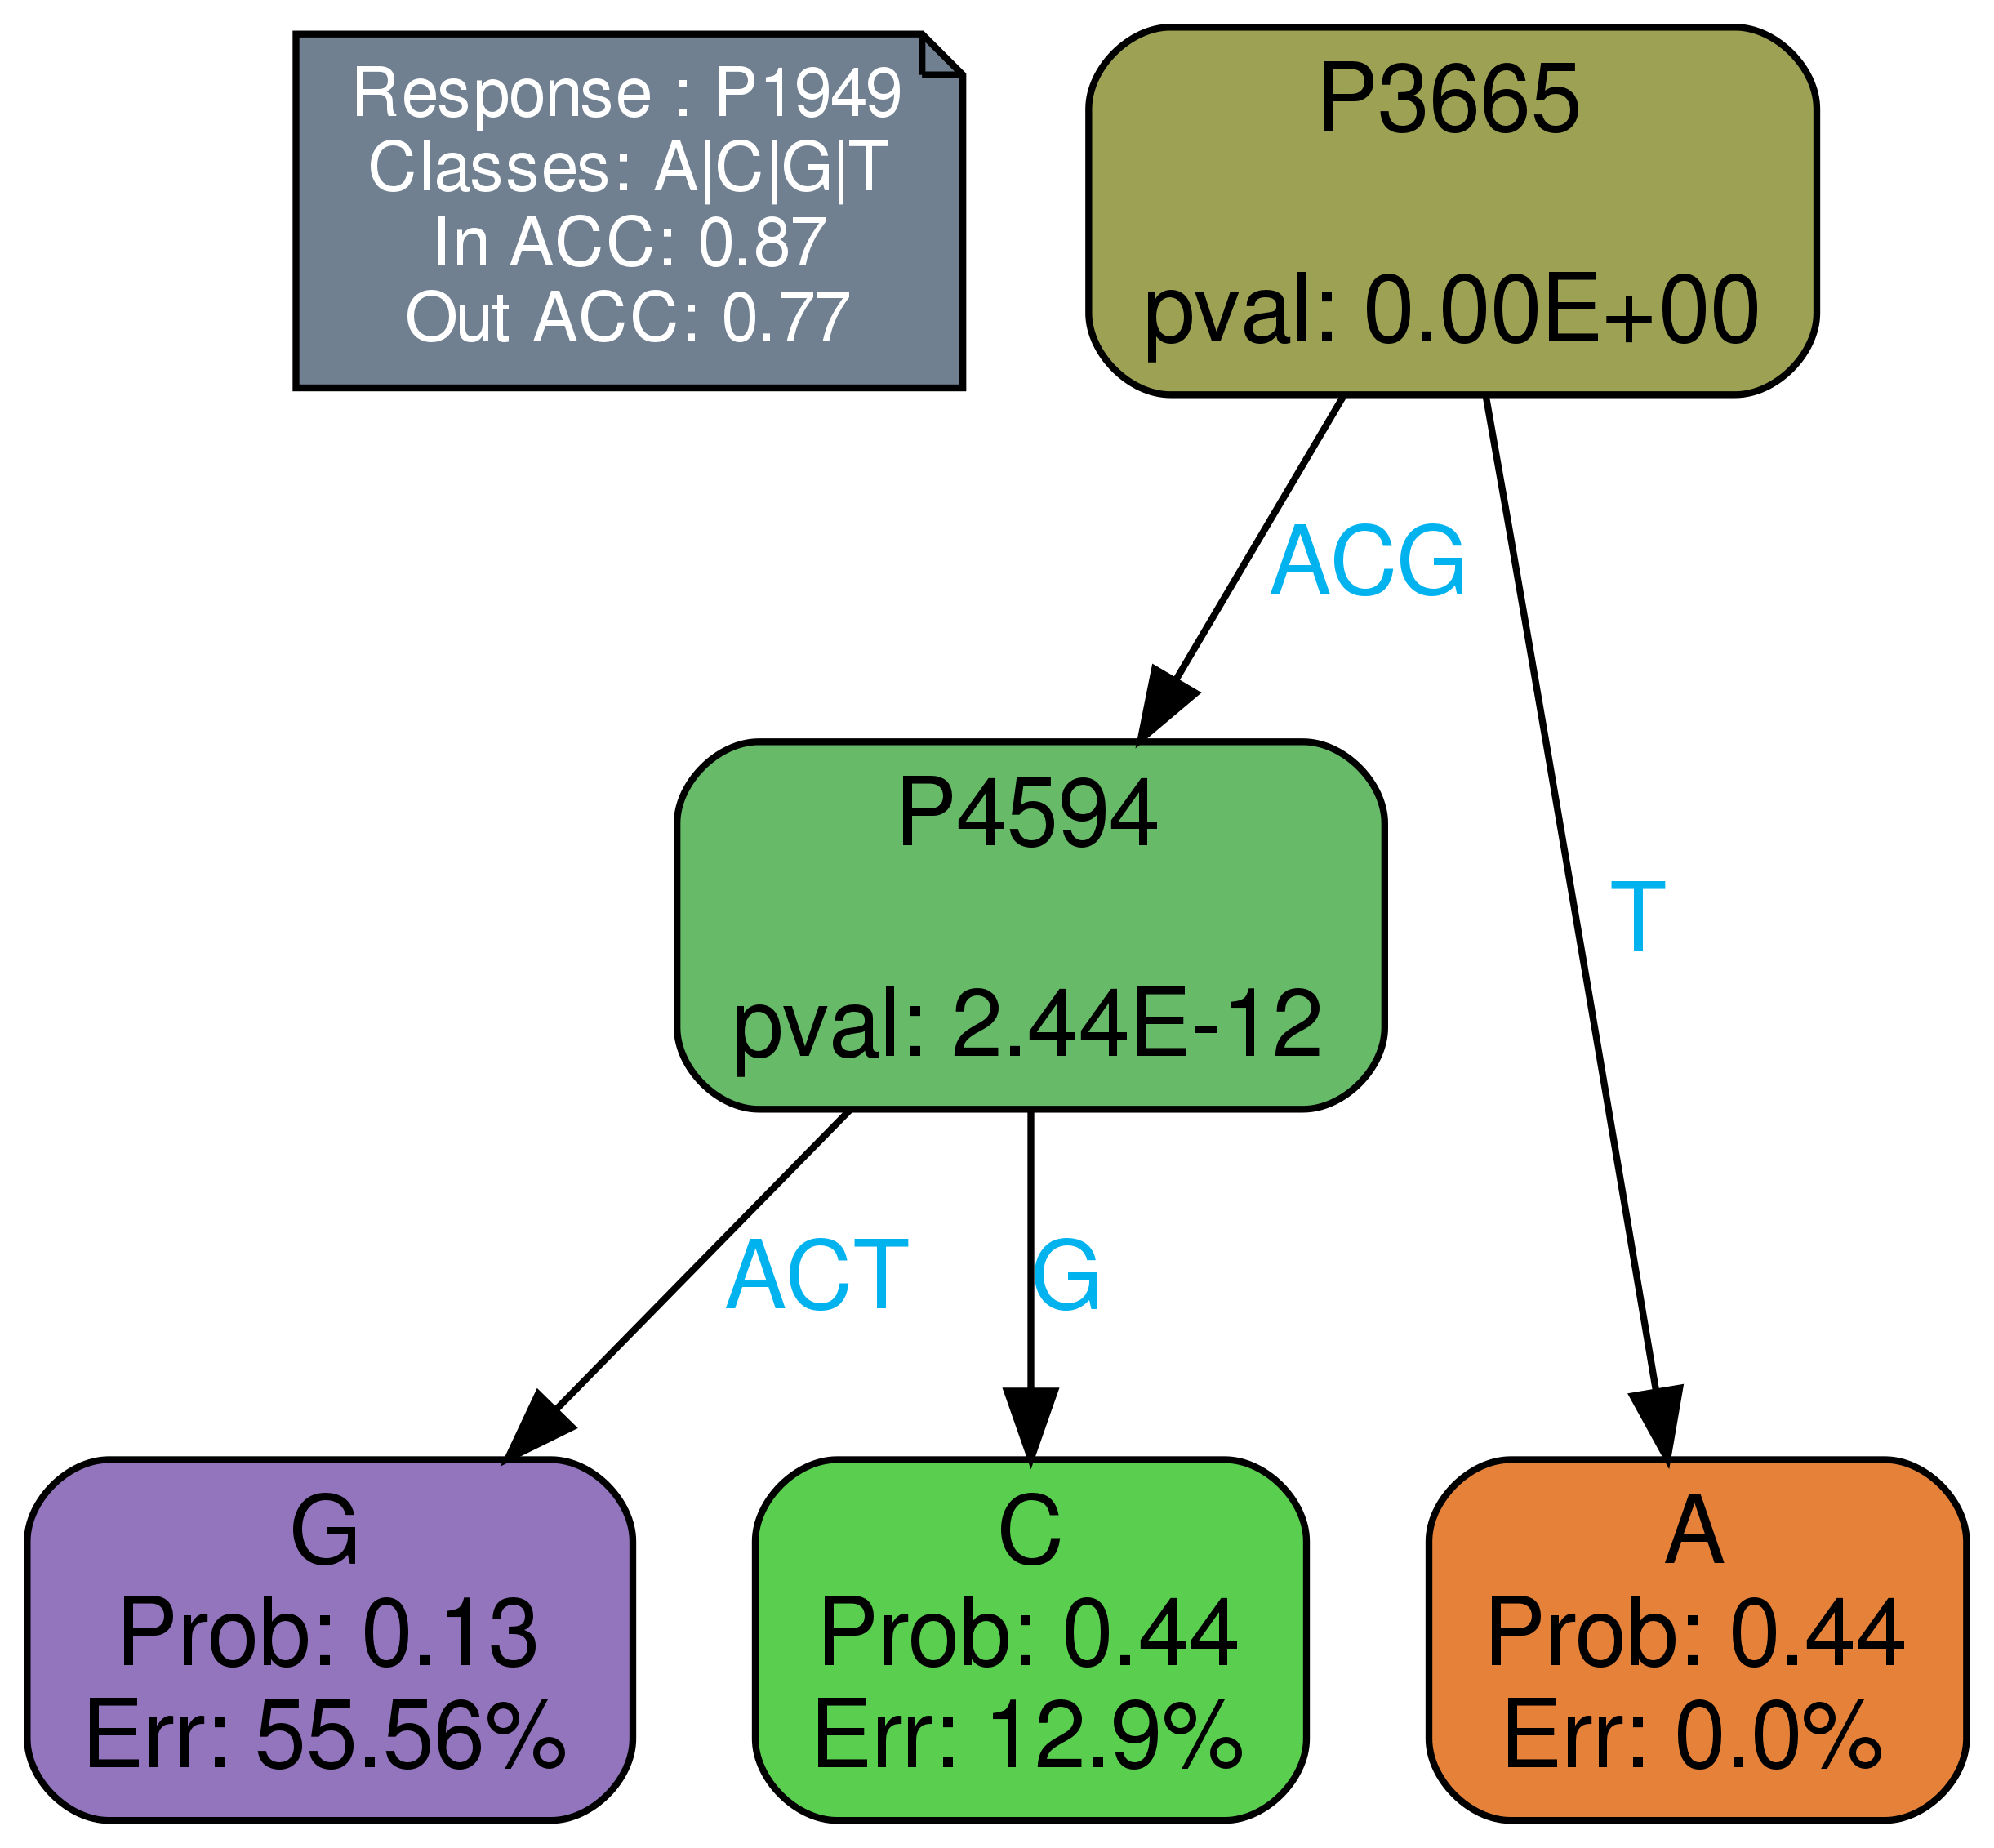 Response : P1949
Classes: A|C|G|T
In ACC: 0.87
Out ACC: 0.77
P3665
pval: 0.00E+00
ACG
T
P4594
pval: 2.44E-12
ACT
G
G
Prob: 0.13
Err: 55.56%
C
Prob: 0.44
Err: 12.9%
A
Prob: 0.44
Err: 0.0%